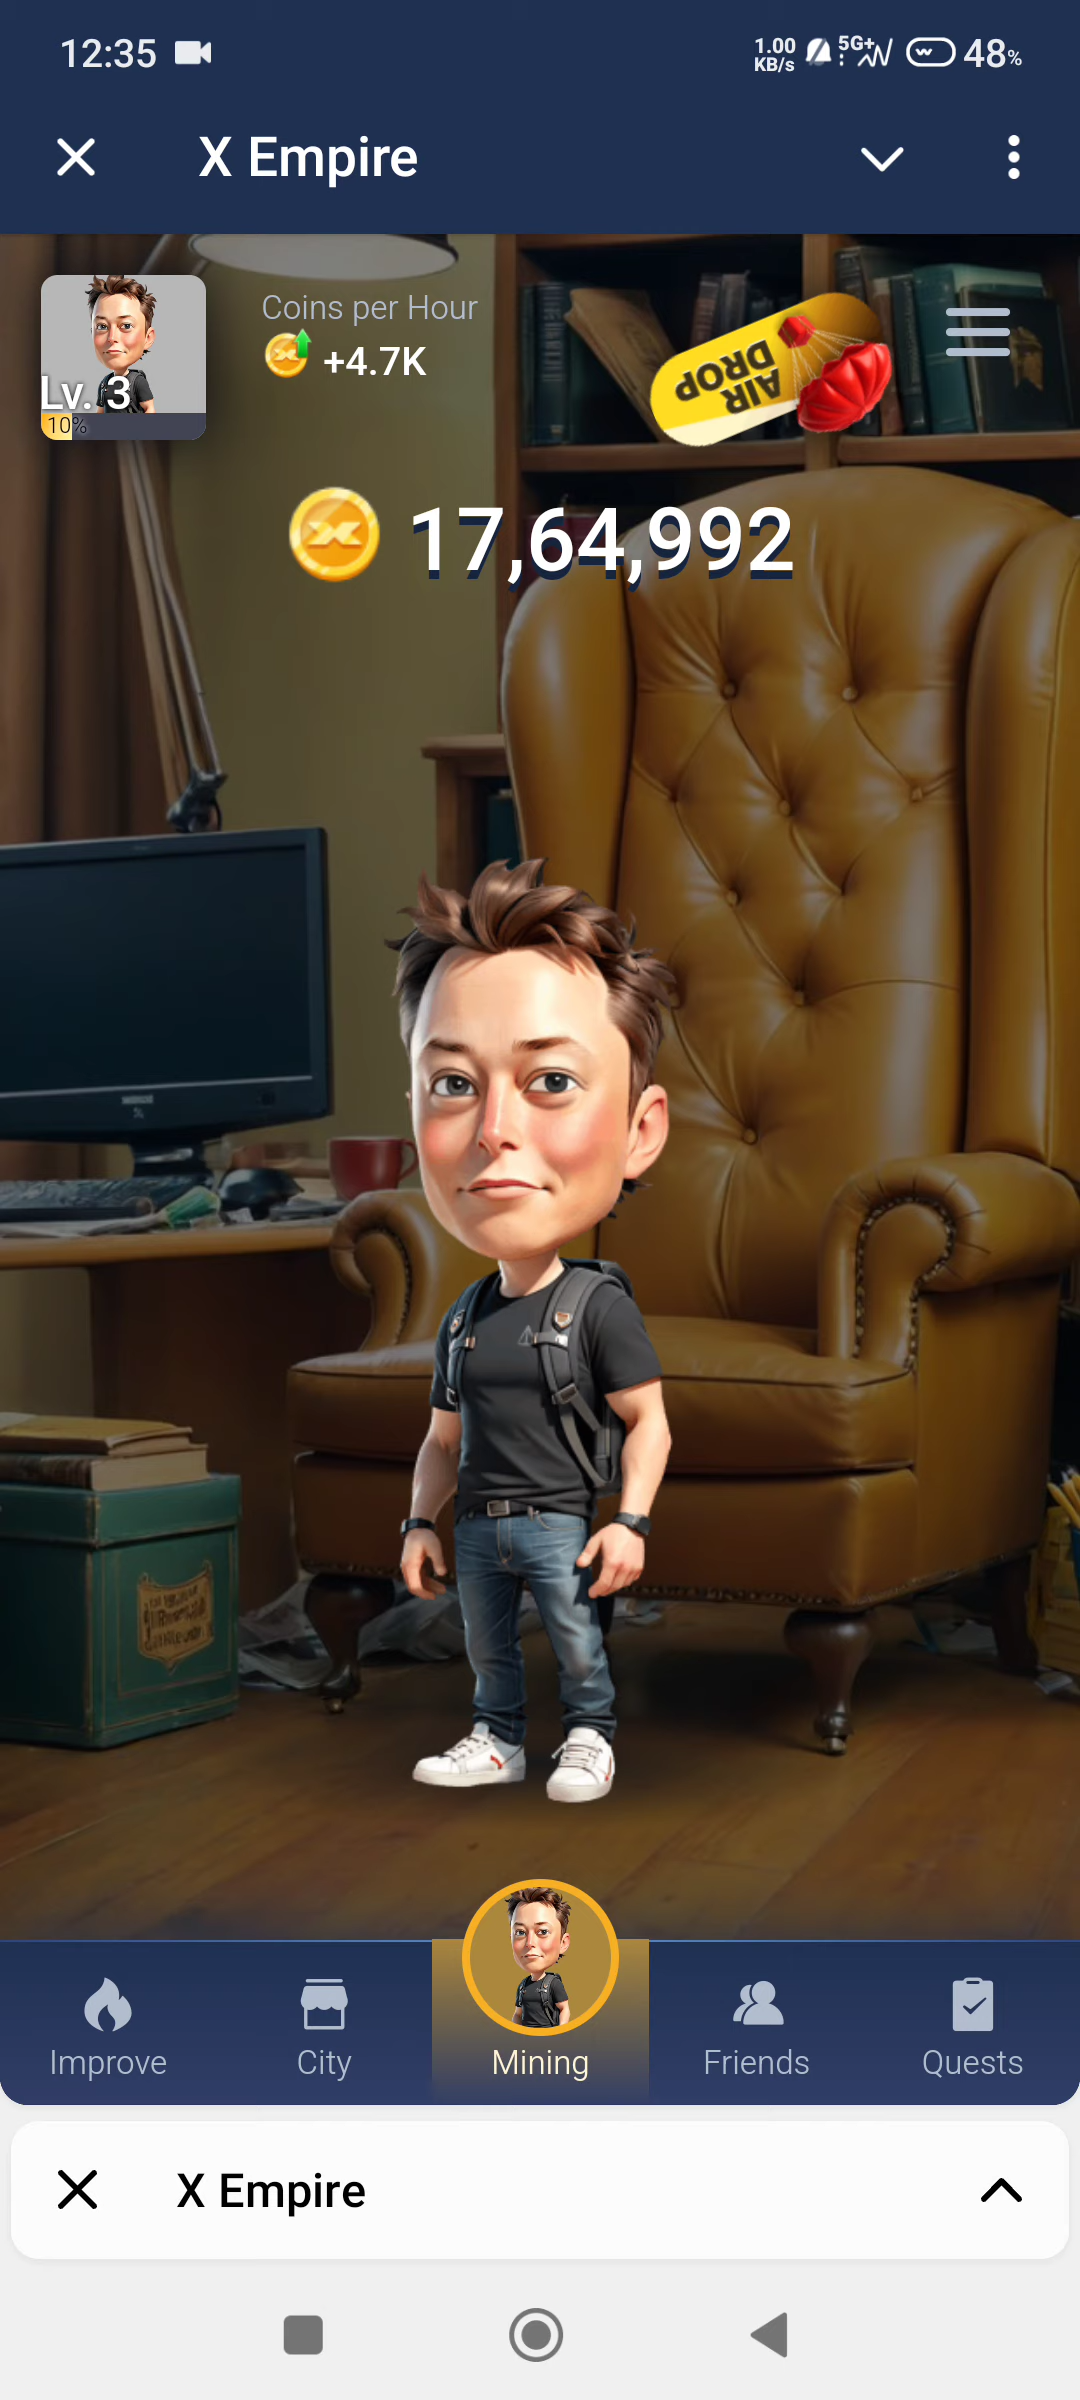 12:35 1.00 KB/s 5G+ 48%
X Empire
Coins per Hour
+4.7K
Lv. 3
10%
AIR
DROP
17,64,992
Improve City Mining Friends Quests
X Empire